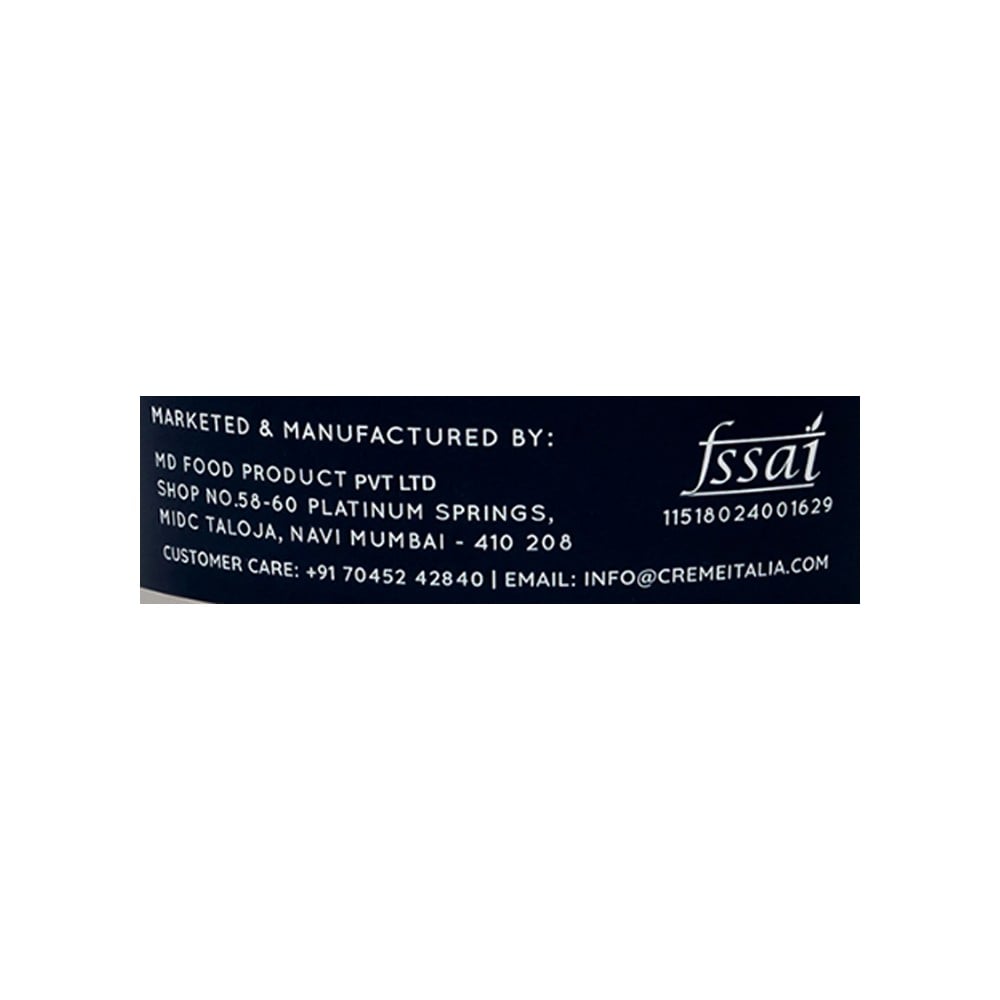 MARKETED & MANUFACTURED BY:
MD FOOD PRODUCT PVT LTD
SHOP NO.58-60 PLATINUM SPRINGS,
MIDC TALOJA, NAVI MUMBAI - 410 208
CUSTOMER CARE: +91 70452 42840 | EMAIL: INFO@CREMEITALIA.COM
fssai
11518024001629